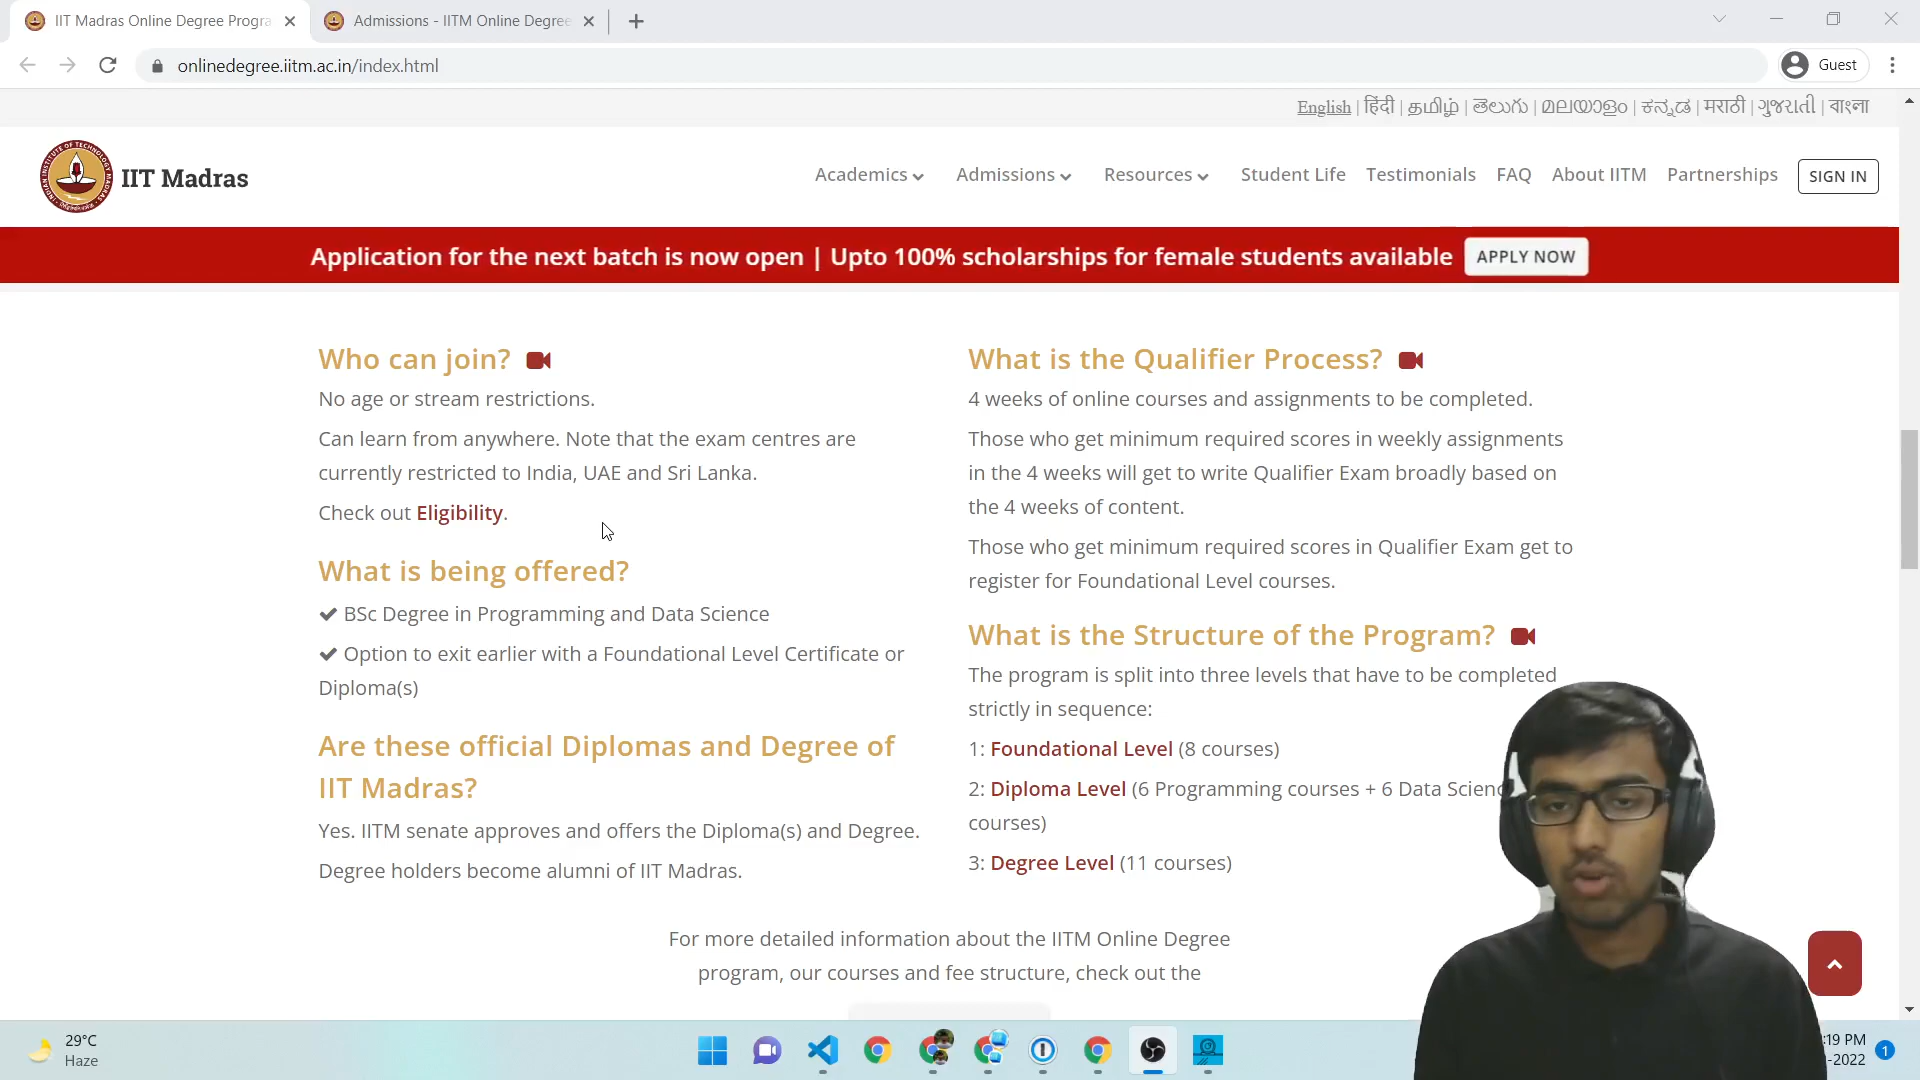 IIT Madras Online Degree Progra
Admissions - IITM Online Degree
onlinedegree.iitm.ac.in/index.html
Guest
English | हिंदी | தமிழ் | తెలుగు | മലയാളം | ಕನ್ನಡ | मराठी | ગુજરાતી | বাংলা
IIT Madras
Academics
Admissions
Resources
Student Life
Testimonials
FAQ
About IITM
Partnerships
SIGN IN
Application for the next batch is now open | Upto 100% scholarships for female students available
APPLY NOW
Who can join?
No age or stream restrictions.
Can learn from anywhere. Note that the exam centres are
currently restricted to India, UAE and Sri Lanka.
Check out Eligibility.
What is being offered?
✔ BSc Degree in Programming and Data Science
✔ Option to exit earlier with a Foundational Level Certificate or
Diploma(s)
Are these official Diplomas and Degree of
IIT Madras?
Yes. IITM senate approves and offers the Diploma(s) and Degree.
Degree holders become alumni of IIT Madras.
What is the Qualifier Process?
4 weeks of online courses and assignments to be completed.
Those who get minimum required scores in weekly assignments
in the 4 weeks will get to write Qualifier Exam broadly based on
the 4 weeks of content.
Those who get minimum required scores in Qualifier Exam get to
register for Foundational Level courses.
What is the Structure of the Program?
The program is split into three levels that have to be completed
strictly in sequence:
1: Foundational Level (8 courses)
2: Diploma Level (6 Programming courses + 6 Data Scienc
courses)
3: Degree Level (11 courses)
For more detailed information about the IITM Online Degree
program, our courses and fee structure, check out the
29°C
Haze
:19 PM
-2022
1